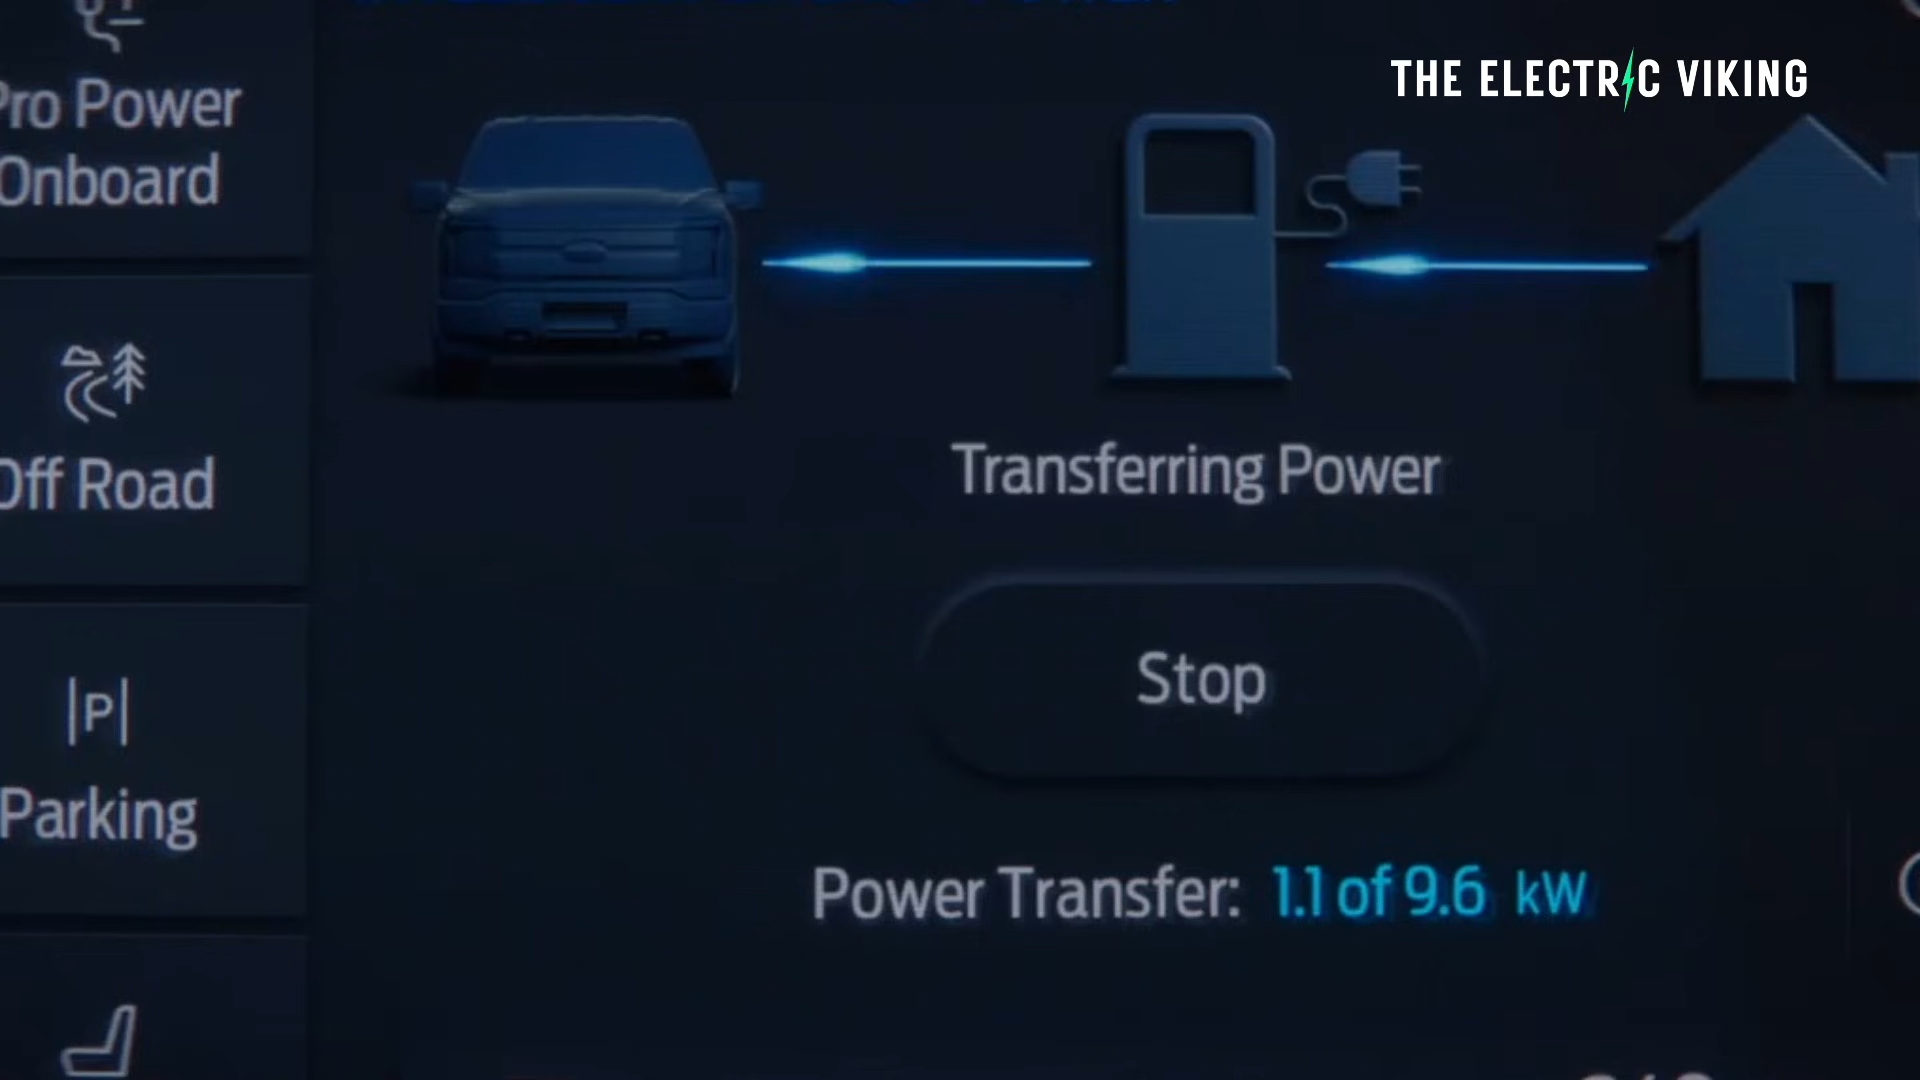 THE ELECTRIC VIKING
Pro Power
Onboard
Transferring Power
Off Road
Stop
|P|
Parking
Power Transfer: 1.1 of 9.6 kW